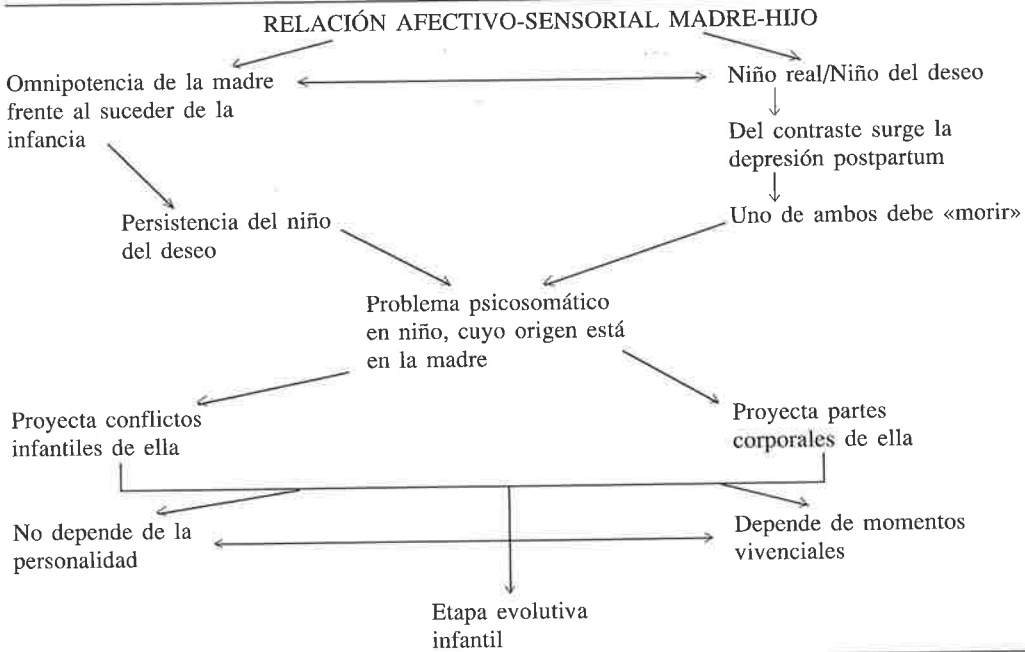 RELACIÓN AFECTIVO-SENSORIAL MADRE-HIJO
Omnipotencia de la madre
frente al suceder de la
infancia
Niño real/Niño del deseo
Del contraste surge la
depresión postpartum
Persistencia del niño
del deseo
Uno de ambos debe «morir»
Problema psicosomático
en niño, cuyo origen está
en la madre
Proyecta conflictos
infantiles de ella
Proyecta partes
corporales de ella
No depende de la
personalidad
Depende de momentos
vivenciales
Etapa evolutiva
infantil